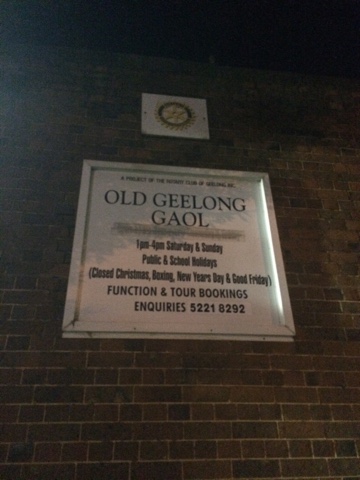 A PROJECT OF THE ROTARY CLUB OF GEELONG INC.
OLD GEELONG
GAOL
1pm-4pm Saturday & Sunday
Public & School Holidays
(Closed Christmas, Boxing, New Years Day & Good Friday)
FUNCTION & TOUR BOOKINGS
ENQUIRIES 5221 8292